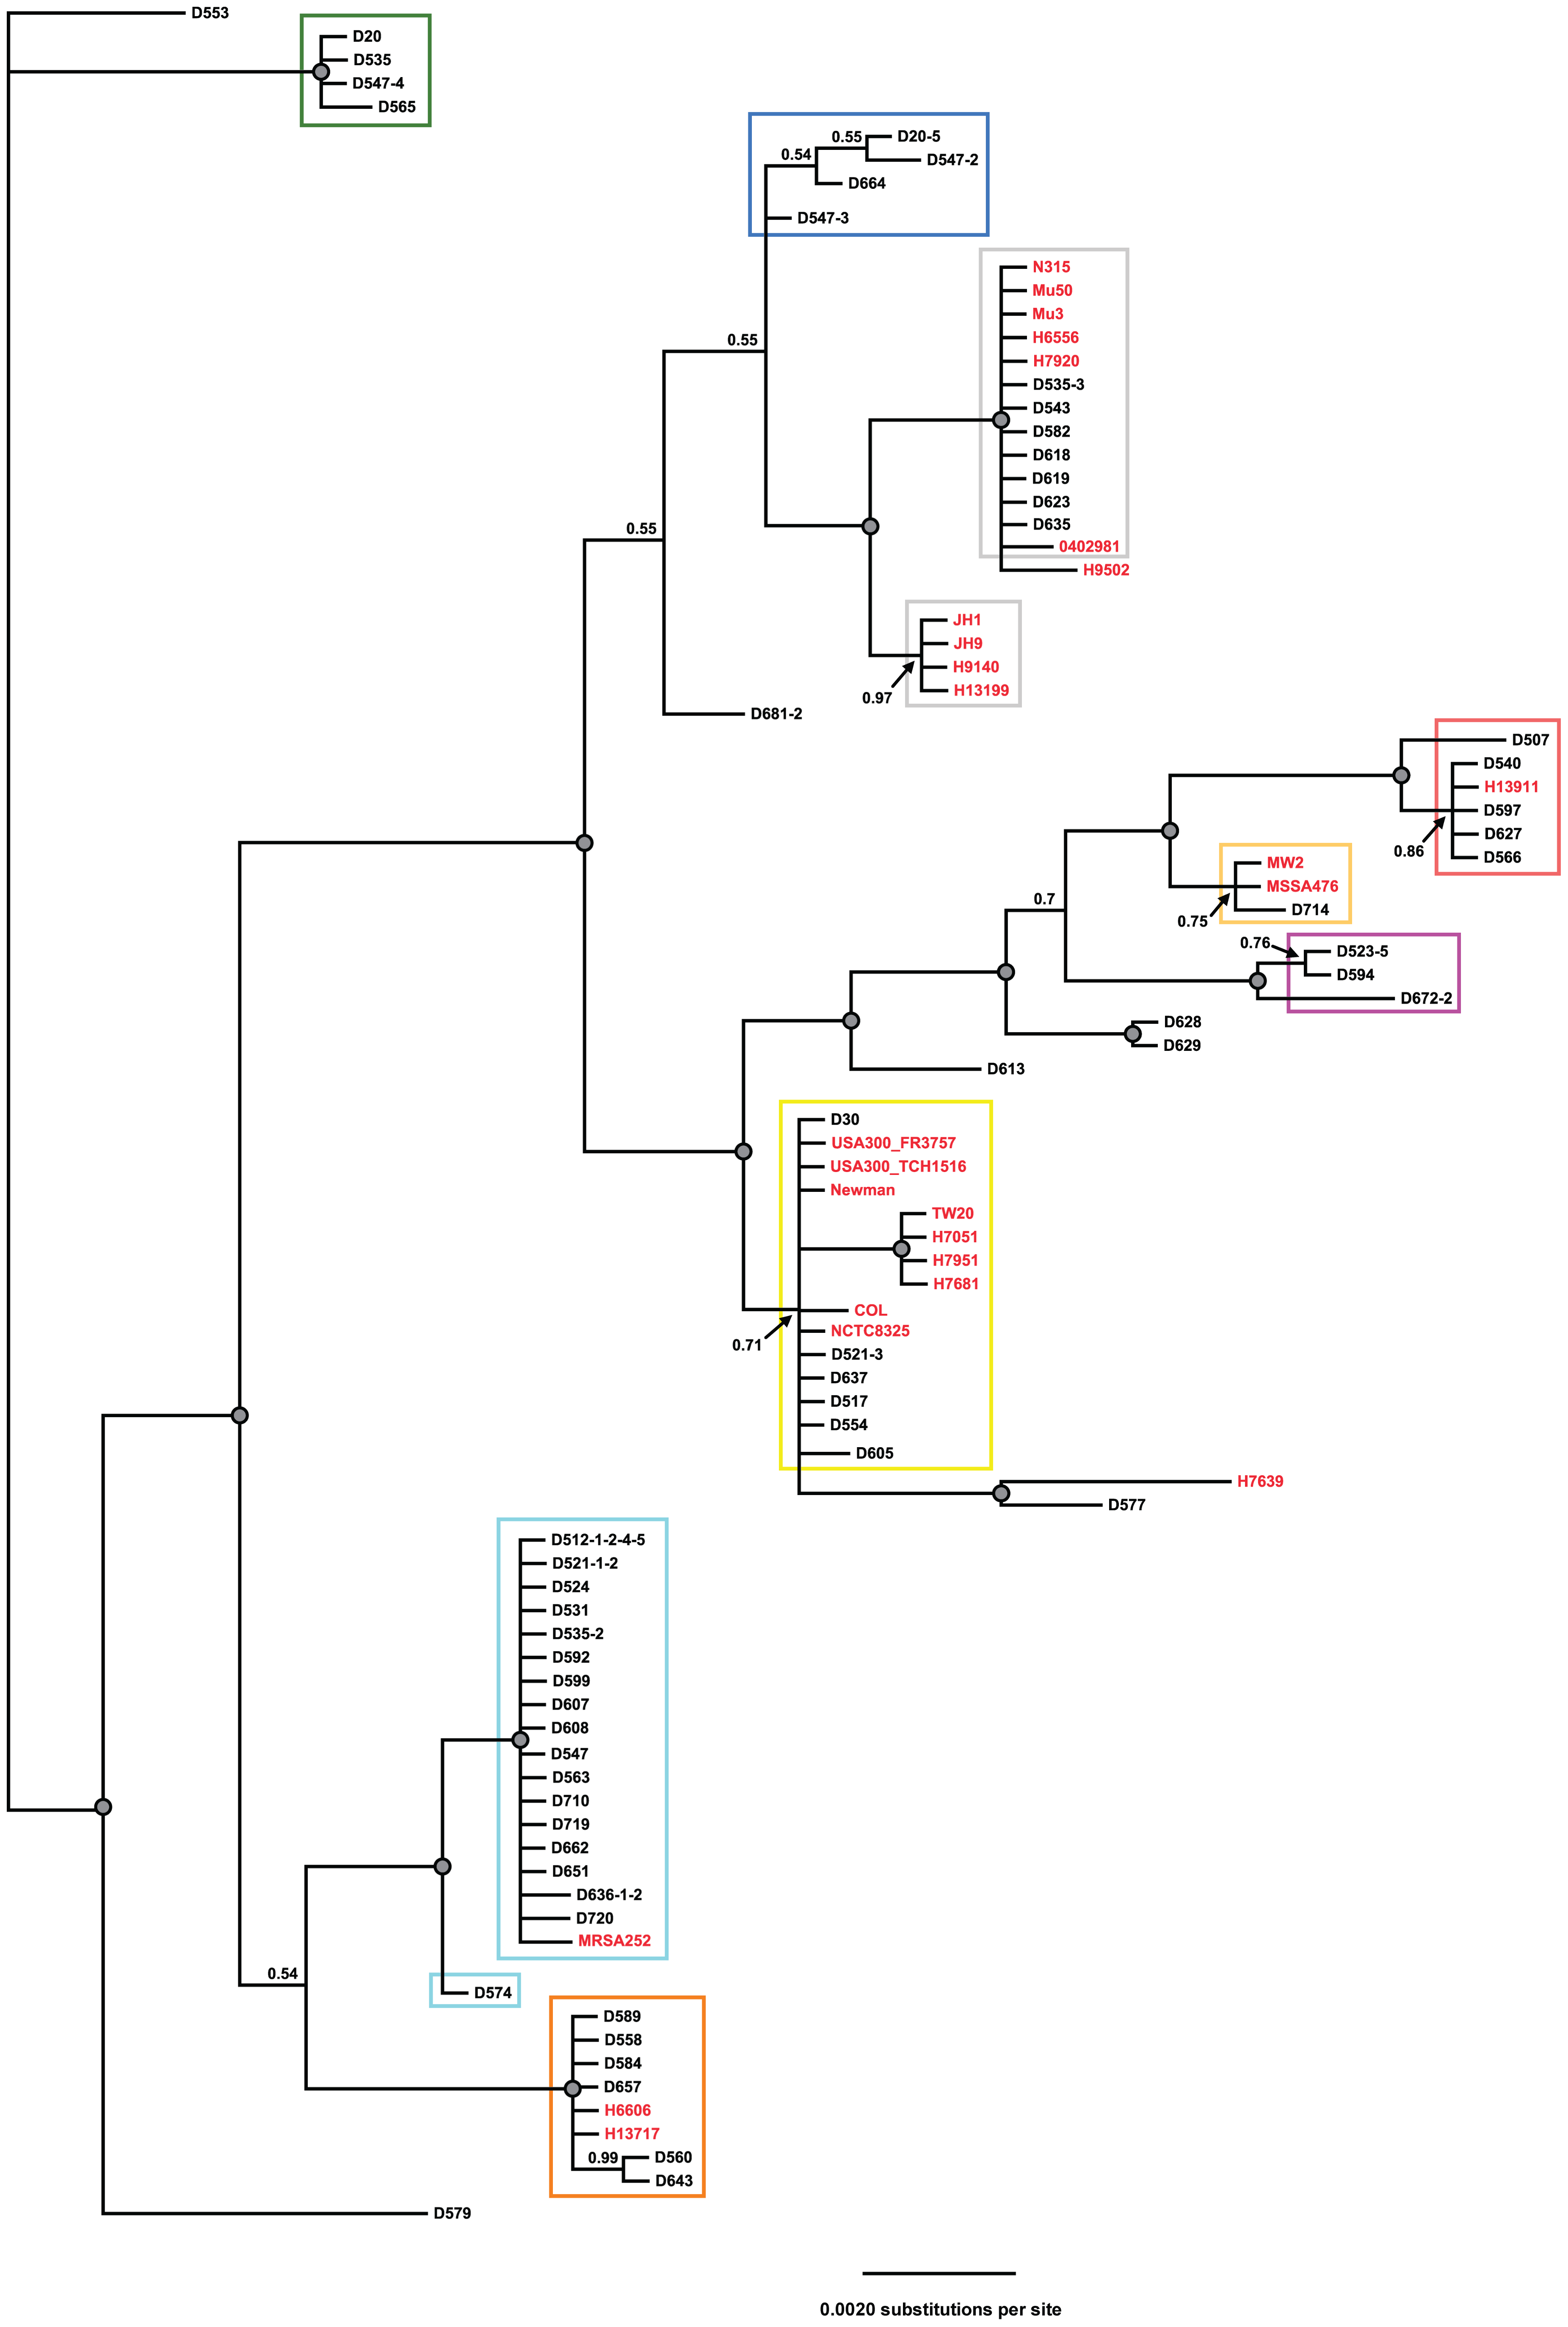 D553
D20
D535
D547-4
D565
0.55
D20-5
0.54
D547-2
D664
D547-3
N315
Mu50
Mu3
H6556
0.55
H7920
D535-3
D543
D582
D618
D619
D623
D635
0.55
0402981
H9502
JH1
JH9
H9140
H13199
0.97
D681-2
D507
D540
H13911
D597
D627
0.86
D566
MW2
MSSA476
0.7
D714
0.75
0.76
D523-5
D594
D672-2
D628
D629
D613
D30
USA300_FR3757
USA300_TCH1516
Newman
TW20
H7051
H7951
H7681
COL
NCTC8325
0.71
D521-3
D637
D517
D554
D605
H7639
D577
D512-1-2-4-5
D521-1-2
D524
D531
D535-2
D592
D599
D607
D608
D547
D563
D710
D719
D662
D651
D636-1-2
D720
MRSA252
0.54
D574
D589
D558
D584
D657
H6606
H13717
0.99
D560
D643
D579
0.0020 substitutions per site